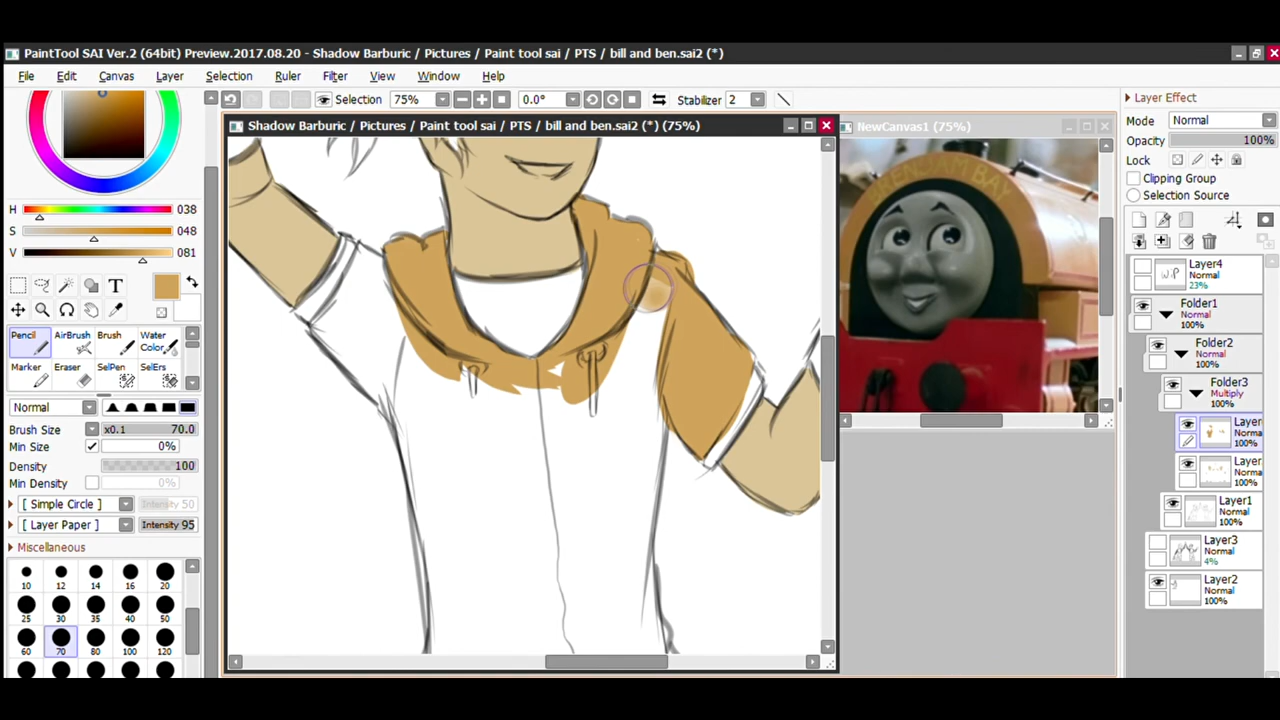 PaintTool SAI Ver.2 (64bit) Preview.2017.08.20 - Shadow Barburic / Pictures / Paint tool sai / PTS / bill and ben.sai2 (*)
File Edit Canvas Layer Selection Ruler Filter View Window Help
Selection 75% 0.0° Stabilizer 2
Shadow Barburic / Pictures / Paint tool sai / PTS / bill and ben.sai2 (*) (75%)
NewCanvas1 (75%)
H 038
S 048
V 081
T
Pencil AirBrush Brush Water Color
Marker Eraser SelPen SelErs
Normal
Brush Size x0.1 70.0
Min Size 0%
Density 100
Min Density 0%
[ Simple Circle ] Intensity 50
[ Layer Paper ] Intensity 95
Miscellaneous
10 12 14 16 20
25 30 35 40 50
60 70 80 100 120
Layer Effect
Mode Normal
Opacity 100%
Lock
Clipping Group
Selection Source
Layer4
Normal
23%
Folder1
Normal
100%
Folder2
Normal
100%
Folder3
Multiply
100%
Layer
Norma
100%
Layer
Norma
100%
Layer1
Normal
100%
Layer3
Normal
4%
Layer2
Normal
100%